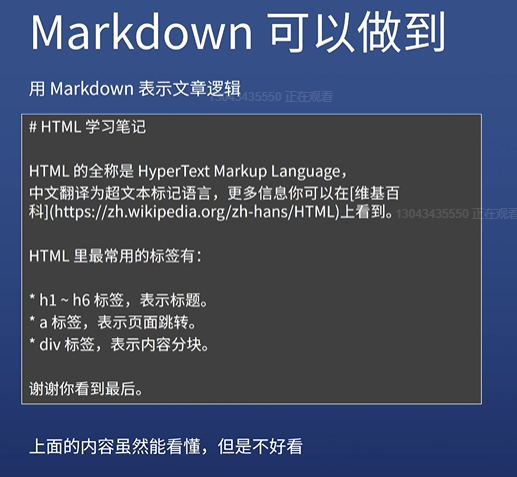 Markdown 可以做到
用 Markdown 表示文章逻辑
13043435550 正在观看
# HTML 学习笔记
HTML 的全称是 HyperText Markup Language，
中文翻译为超文本标记语言，更多信息你可以在[维基百
科](https://zh.wikipedia.org/zh-hans/HTML)上看到。
13043435550 正在观看
HTML 里最常用的标签有：
* h1 ~ h6 标签，表示标题。
* a 标签，表示页面跳转。
* div 标签，表示内容分块。
谢谢你看到最后。
上面的内容虽然能看懂，但是不好看